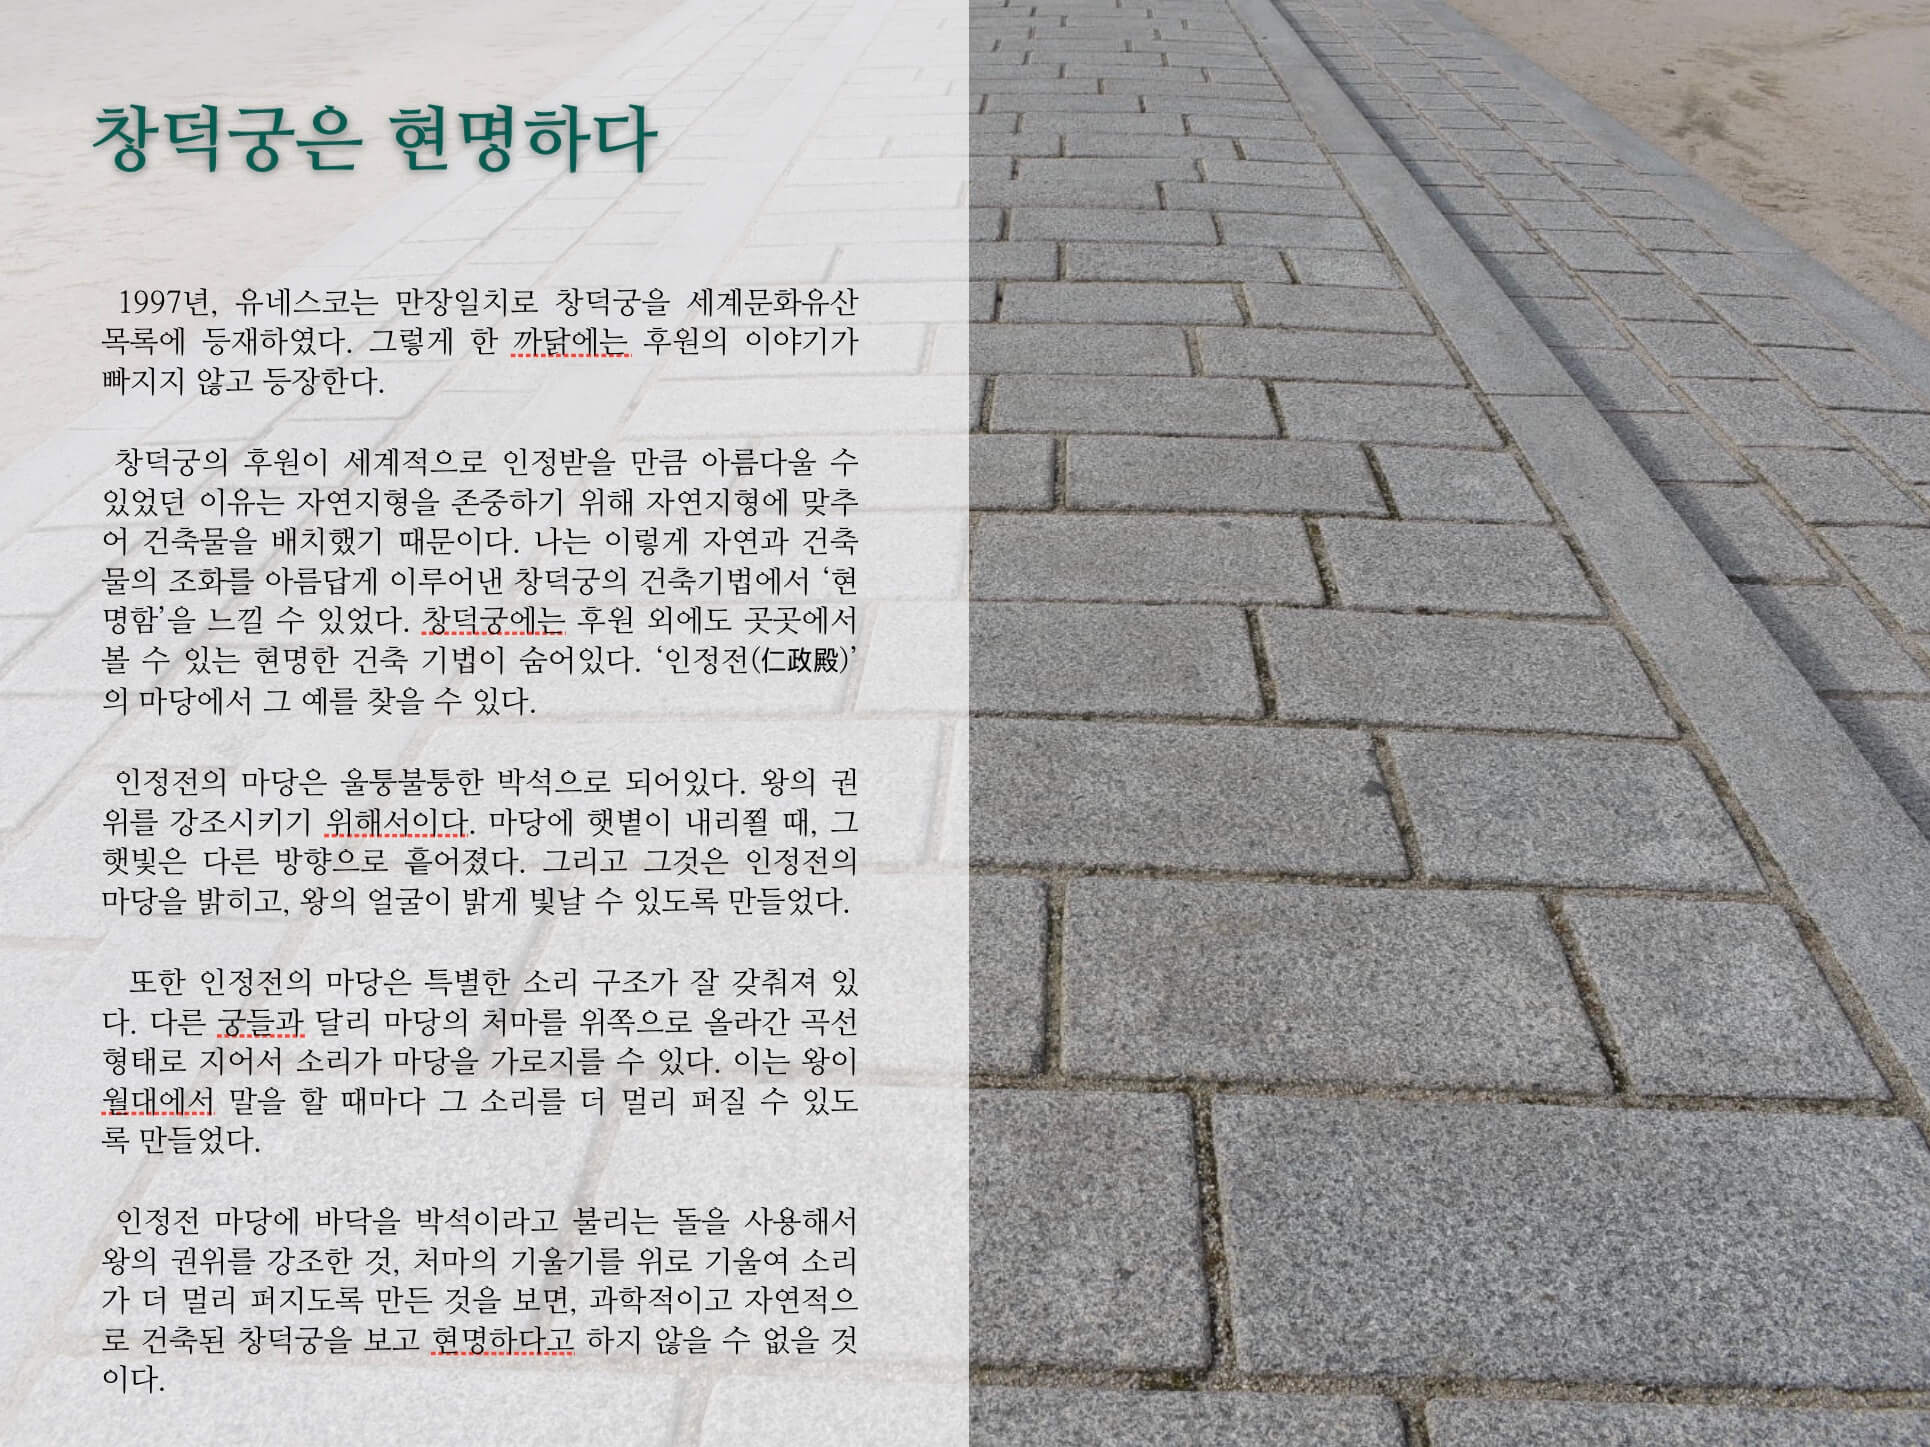 창덕궁은 현명하다
1997년, 유네스코는 만장일치로 창덕궁을 세계문화유산
목록에 등재하였다. 그렇게 한 까닭에는 후원의 이야기가
빠지지 않고 등장한다.
창덕궁의 후원이 세계적으로 인정받을 만큼 아름다울 수
있었던 이유는 자연지형을 존중하기 위해 자연지형에 맞추
어 건축물을 배치했기 때문이다. 나는 이렇게 자연과 건축
물의 조화를 아름답게 이루어낸 창덕궁의 건축기법에서 ‘현
명함’을 느낄 수 있었다. 창덕궁에는 후원 외에도 곳곳에서
볼 수 있는 현명한 건축 기법이 숨어있다. ‘인정전(仁政殿)’
의 마당에서 그 예를 찾을 수 있다.
인정전의 마당은 울퉁불퉁한 박석으로 되어있다. 왕의 권
위를 강조시키기 위해서이다. 마당에 햇볕이 내리쬘 때, 그
햇빛은 다른 방향으로 흩어졌다. 그리고 그것은 인정전의
마당을 밝히고, 왕의 얼굴이 밝게 빛날 수 있도록 만들었다.
또한 인정전의 마당은 특별한 소리 구조가 잘 갖춰져 있
다. 다른 궁들과 달리 마당의 처마를 위쪽으로 올라간 곡선
형태로 지어서 소리가 마당을 가로지를 수 있다. 이는 왕이
월대에서 말을 할 때마다 그 소리를 더 멀리 퍼질 수 있도
록 만들었다.
인정전 마당에 바닥을 박석이라고 불리는 돌을 사용해서
왕의 권위를 강조한 것, 처마의 기울기를 위로 기울여 소리
가 더 멀리 퍼지도록 만든 것을 보면, 과학적이고 자연적으
로 건축된 창덕궁을 보고 현명하다고 하지 않을 수 없을 것
이다.